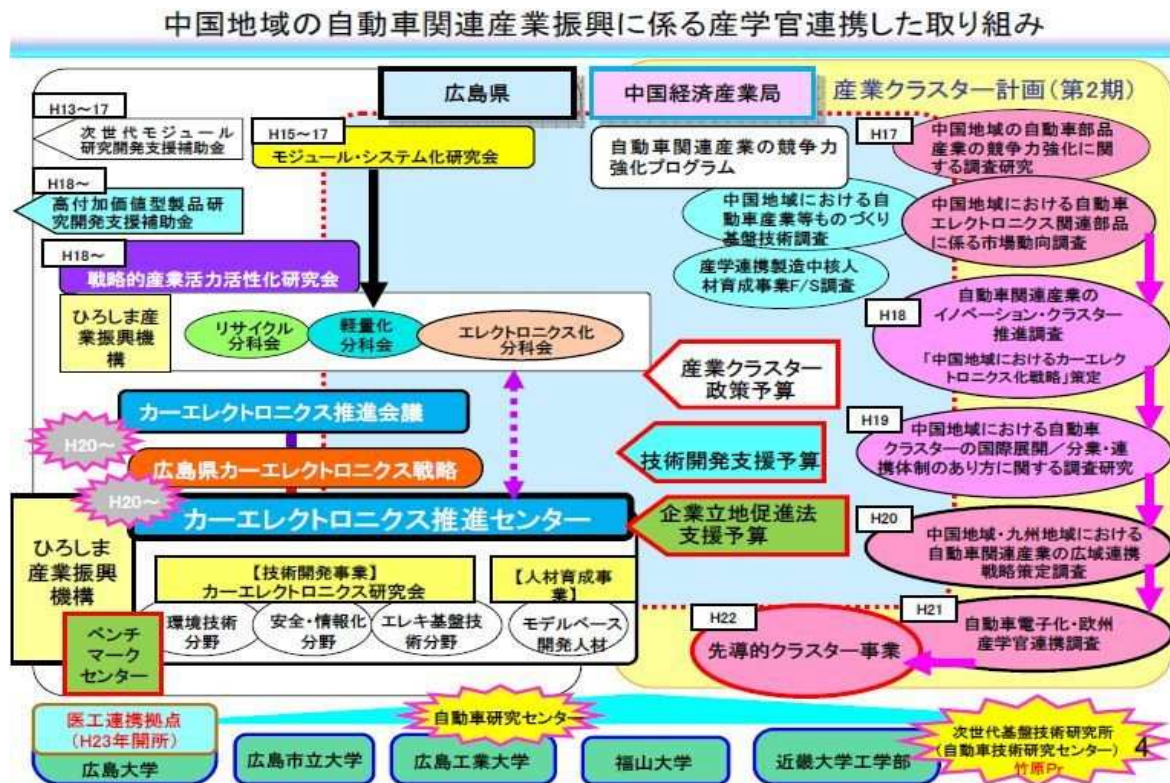 中国地域の自動車関連産業振興に係る産学官連携した取り組み
広島県
中国経済産業局
産業クラスター計画(第2期)
H13～17
次世代モジュール
研究開発支援補助金
H15～17
モジュール・システム化研究会
自動車関連産業の競争力
強化プログラム
H17
中国地域の自動車部品
産業の競争力強化に関
する調査研究
H18～
高付加価値型製品研
究開発支援補助金
中国地域における自
動車産業等ものづくり
基盤技術調査
中国地域における自動車
エレクトロニクス関連部品
に係る市場動向調査
H18～
戦略的産業活力活性化研究会
産学連携製造中核人
材育成事業F/S調査
ひろしま産
業振興機
構
リサイクル
分科会
軽量化
分科会
エレクトロニクス化
分科会
H18
自動車関連産業の
イノベーション・クラスター
推進調査
「中国地域におけるカーエレク
トロニクス化戦略」策定
産業クラスター
政策予算
カーエレクトロニクス推進会議
H20～
広島県カーエレクトロニクス戦略
技術開発支援予算
H19
中国地域における自動車
クラスターの国際展開／分業・連
携体制のあり方に関する調査研究
H20～
カーエレクトロニクス推進センター
企業立地促進法
支援予算
H20
中国地域・九州地域における
自動車関連産業の広域連携
戦略策定調査
ひろしま
産業振興
機構
【技術開発事業】
カーエレクトロニクス研究会
【人材育成事
業】
環境技術
分野
安全・情報化
分野
エレキ基盤技
術分野
モデルベース
開発人材
ベンチ
マーク
センター
H22
先導的クラスター事業
H21
自動車電子化・欧州
産学官連携調査
医工連携拠点
(H23年開所)
広島大学
自動車研究センター
広島市立大学
広島工業大学
福山大学
近畿大学工学部
次世代基盤技術研究所
(自動車技術研究センター)
竹原Pr
4